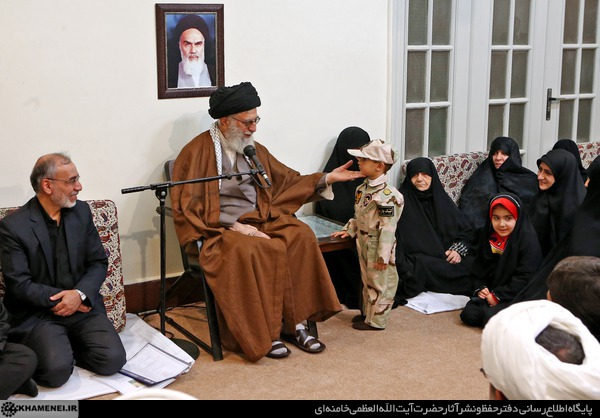 KHAMENEI.IR
پایگاه اطلاع رسانی دفتر حفظ و نشر آثار حضرت آیت الله العظمی خامنه‌ای